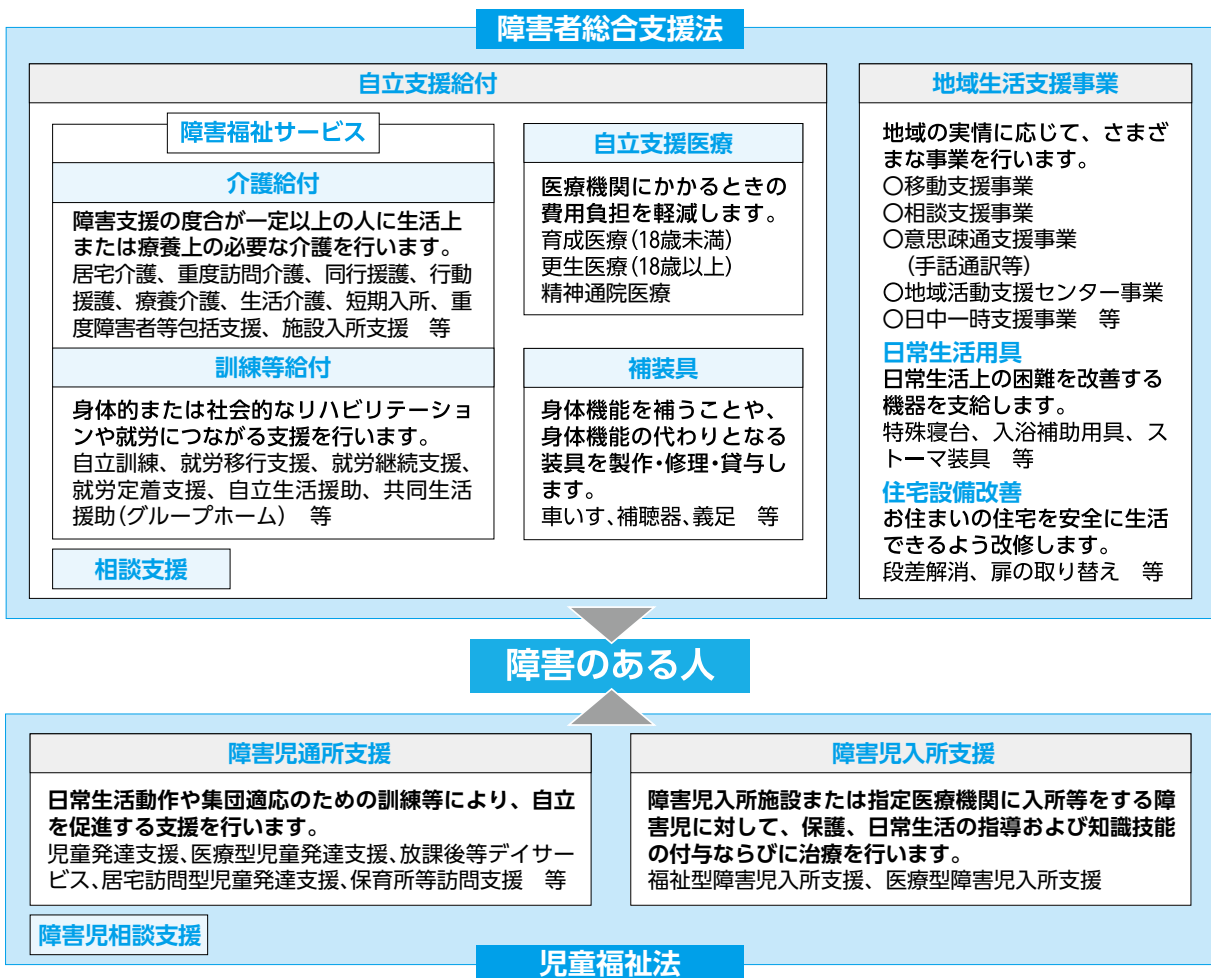 障害者総合支援法
自立支援給付
障害福祉サービス
介護給付
障害支援の度合が一定以上の人に生活上
または療養上の必要な介護を行います。
居宅介護、重度訪問介護、同行援護、行動
援護、療養介護、生活介護、短期入所、重
度障害者等包括支援、施設入所支援　等
訓練等給付
身体的または社会的なリハビリテーショ
ンや就労につながる支援を行います。
自立訓練、就労移行支援、就労継続支援、
就労定着支援、自立生活援助、共同生活
援助(グループホーム)　等
相談支援
自立支援医療
医療機関にかかるときの
費用負担を軽減します。
育成医療(18歳未満)
更生医療(18歳以上)
精神通院医療
補装具
身体機能を補うことや、
身体機能の代わりとなる
装具を製作・修理・貸与し
ます。
車いす、補聴器、義足　等
地域生活支援事業
地域の実情に応じて、さまざ
まな事業を行います。
○移動支援事業
○相談支援事業
○意思疎通支援事業
(手話通訳等)
○地域活動支援センター事業
○日中一時支援事業　等
日常生活用具
日常生活上の困難を改善する
機器を支給します。
特殊寝台、入浴補助用具、ス
トーマ装具　等
住宅設備改善
お住まいの住宅を安全に生活
できるよう改修します。
段差解消、扉の取り替え　等
障害のある人
障害児通所支援
日常生活動作や集団適応のための訓練等により、自立
を促進する支援を行います。
児童発達支援、医療型児童発達支援、放課後等デイサー
ビス、居宅訪問型児童発達支援、保育所等訪問支援　等
障害児相談支援
障害児入所支援
障害児入所施設または指定医療機関に入所等をする障
害児に対して、保護、日常生活の指導および知識技能
の付与ならびに治療を行います。
福祉型障害児入所支援、医療型障害児入所支援
児童福祉法